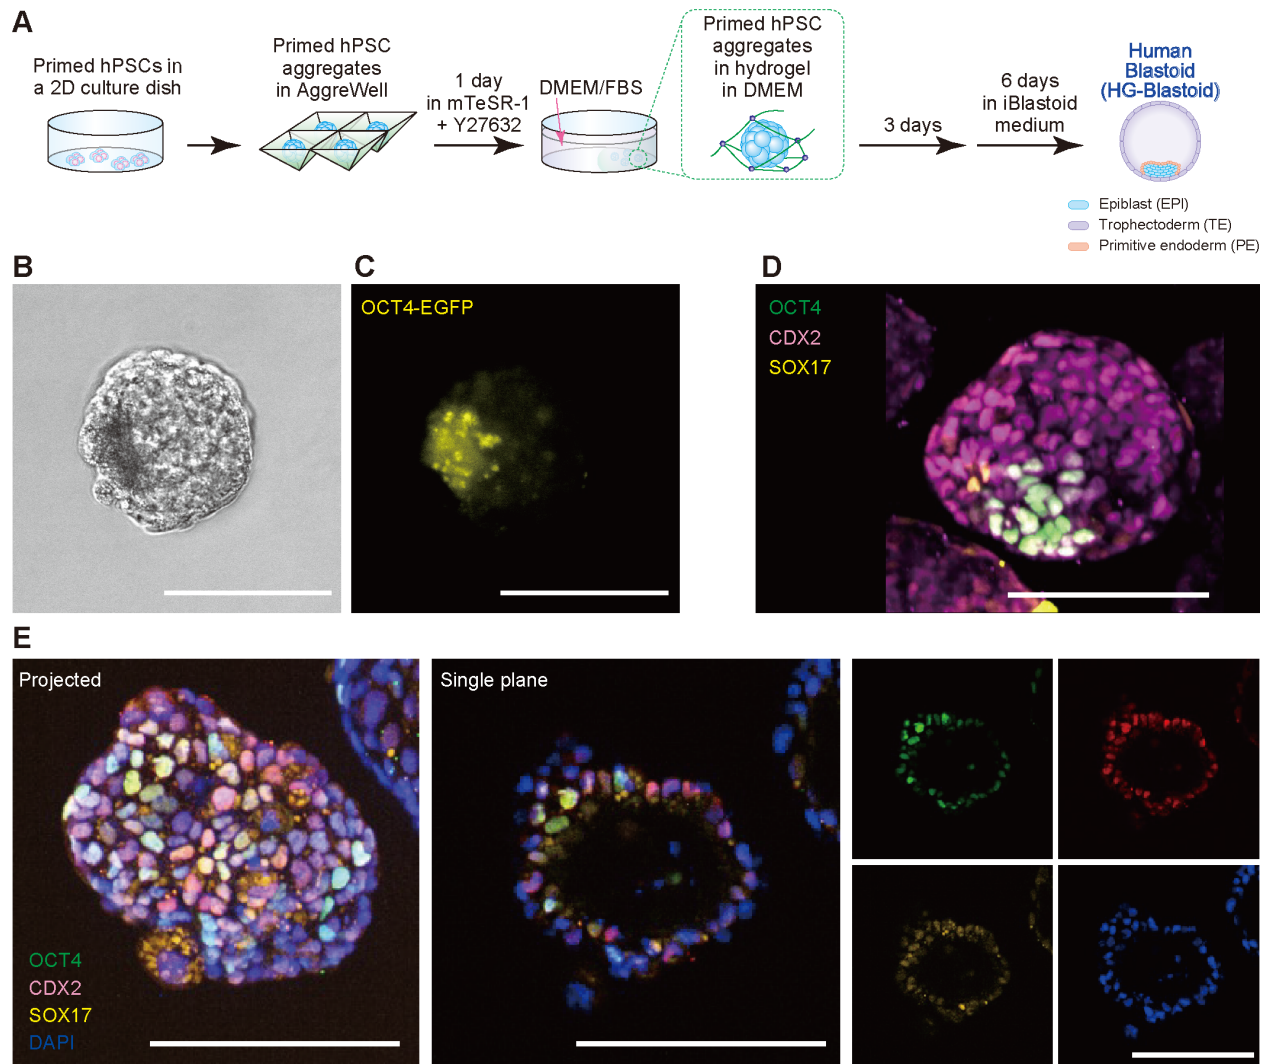 A
Primed hPSCs in
a 2D culture dish
Primed hPSC
aggregates
in AggreWell
1 day
in mTeSR-1
+ Y27632
DMEM/FBS
Primed hPSC
aggregates
in hydrogel
in DMEM
3 days
6 days
in iBlastoid
medium
Human
Blastoid
(HG-Blastoid)
Epiblast (EPI)
Trophectoderm (TE)
Primitive endoderm (PE)
B
C
OCT4-EGFP
D
OCT4
CDX2
SOX17
E
Projected
OCT4
CDX2
SOX17
DAPI
Single plane